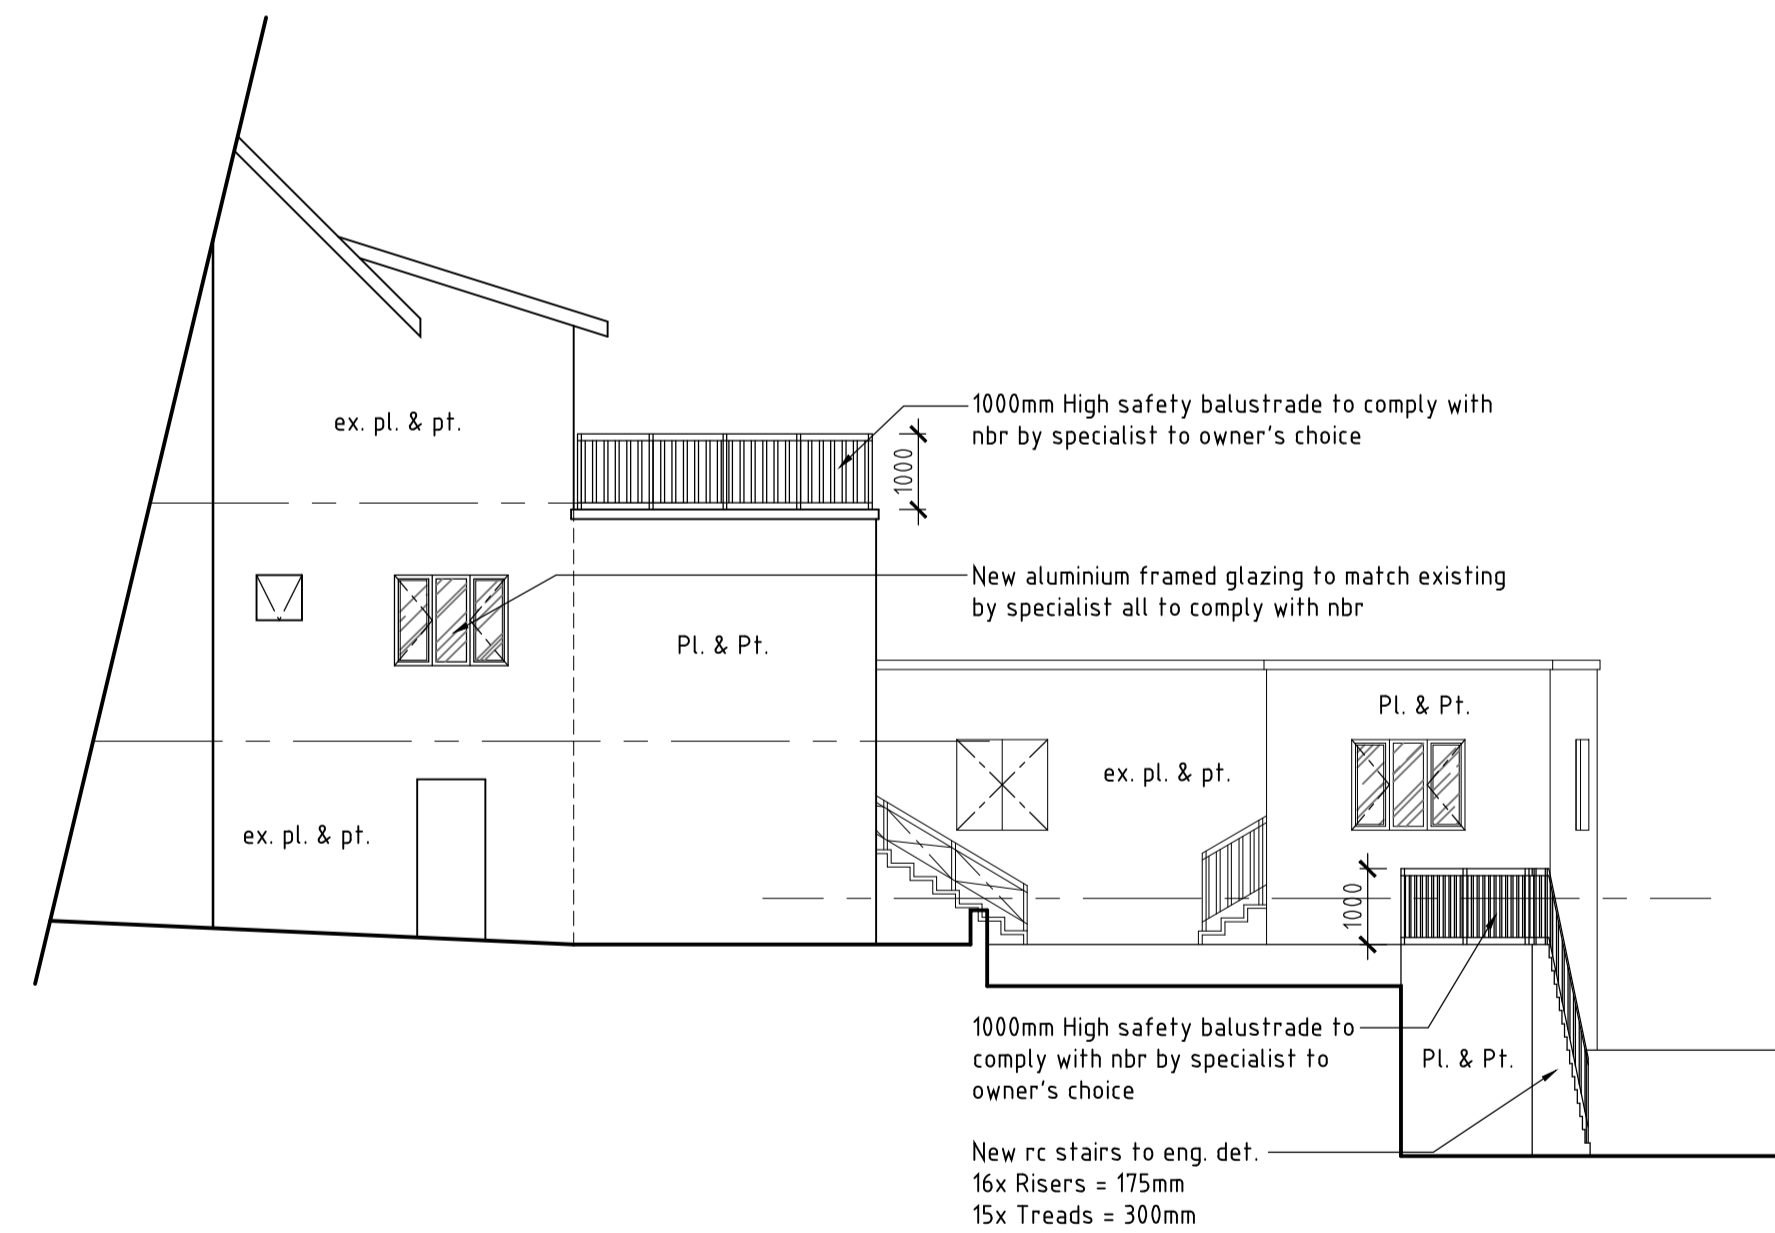 ex. pl. & pt.
1000mm High safety balustrade to comply with
nbr by specialist to owner's choice
1000
New aluminium framed glazing to match existing
by specialist all to comply with nbr
Pl. & Pt.
Pl. & Pt.
ex. pl. & pt.
ex. pl. & pt.
1000
1000mm High safety balustrade to
comply with nbr by specialist to
owner's choice
Pl. & Pt.
New rc stairs to eng. det.
16x Risers = 175mm
15x Treads = 300mm